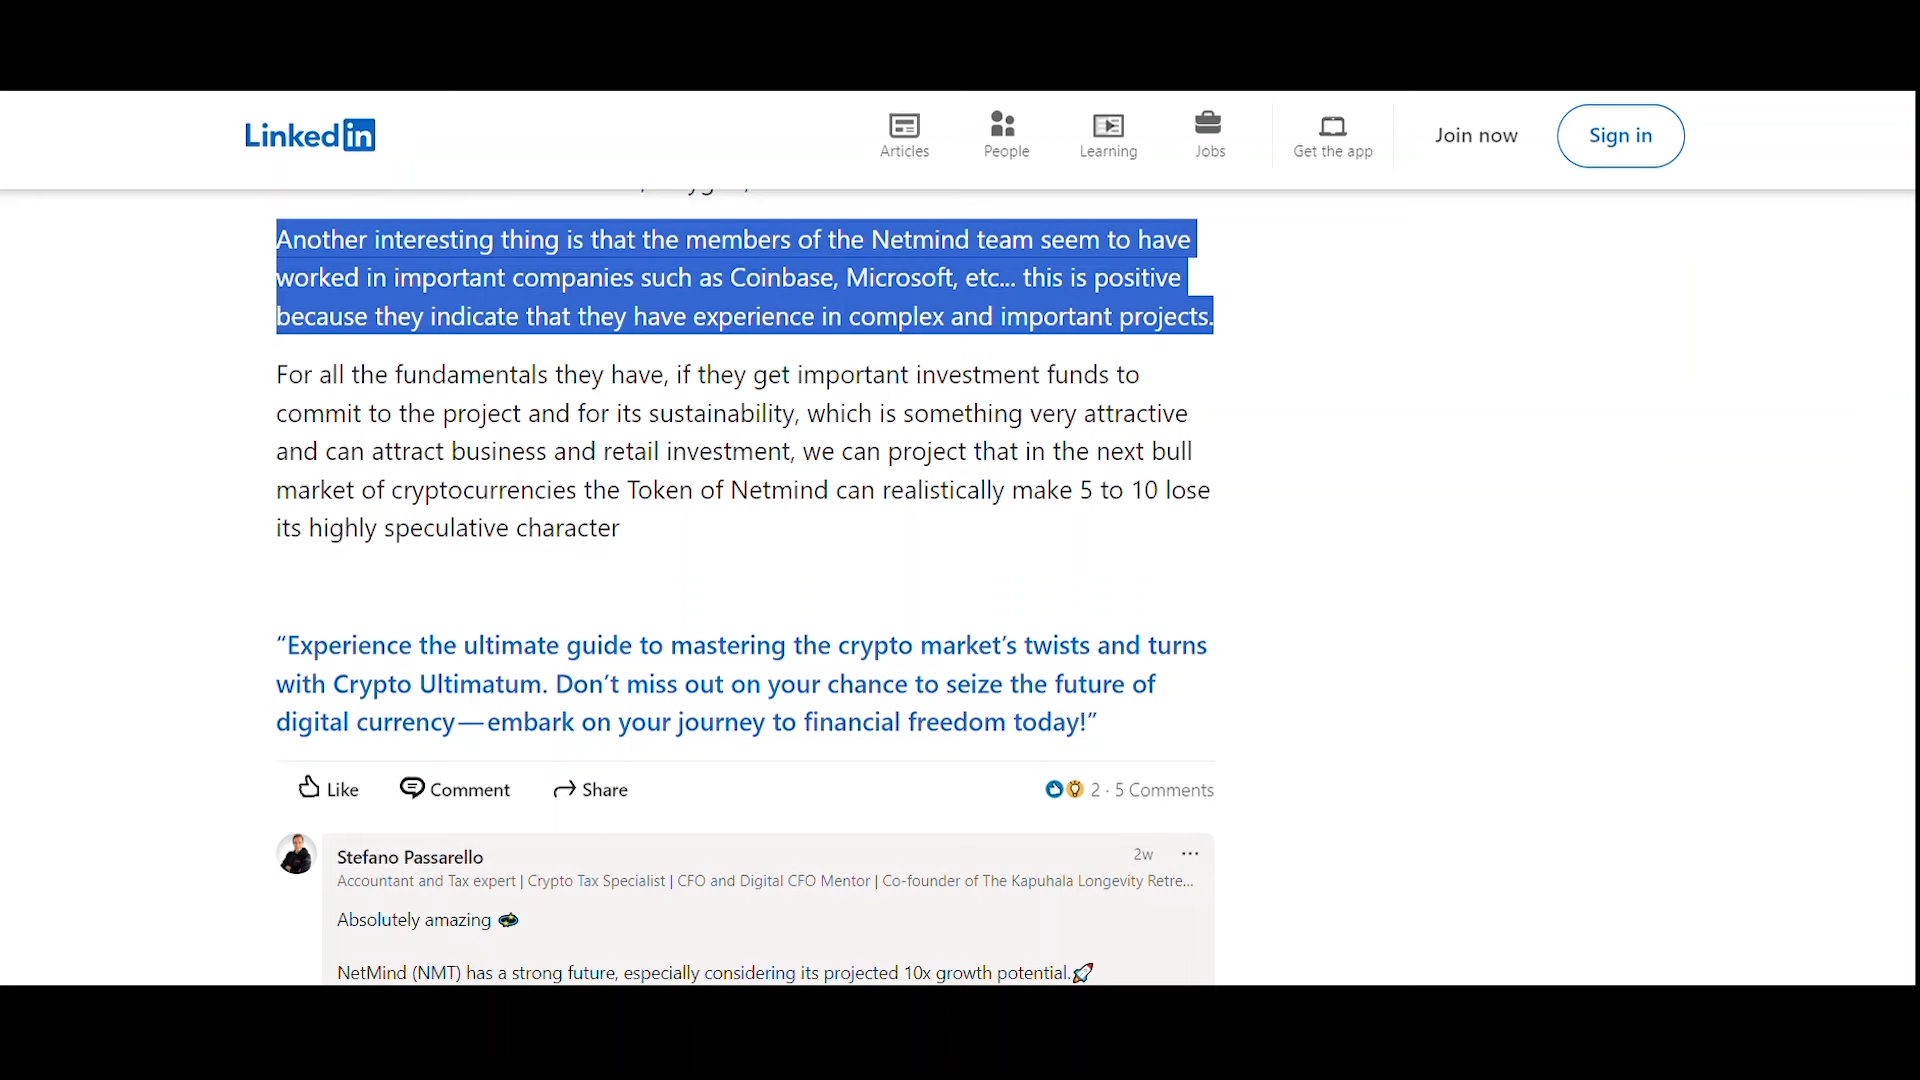 Linkedin
Articles
People
Learning
Jobs
Get the app
Join now
Sign in
Another interesting thing is that the members of the Netmind team seem to have
worked in important companies such as Coinbase, Microsoft, etc... this is positive
because they indicate that they have experience in complex and important projects.
For all the fundamentals they have, if they get important investment funds to
commit to the project and for its sustainability, which is something very attractive
and can attract business and retail investment, we can project that in the next bull
market of cryptocurrencies the Token of Netmind can realistically make 5 to 10 lose
its highly speculative character
“Experience the ultimate guide to mastering the crypto market’s twists and turns
with Crypto Ultimatum. Don’t miss out on your chance to seize the future of
digital currency—embark on your journey to financial freedom today!”
Like
Comment
Share
2 · 5 Comments
Stefano Passarello
2w
Accountant and Tax expert | Crypto Tax Specialist | CFO and Digital CFO Mentor | Co-founder of The Kapuhala Longevity Retre...
Absolutely amazing
NetMind (NMT) has a strong future, especially considering its projected 10x growth potential.🚀